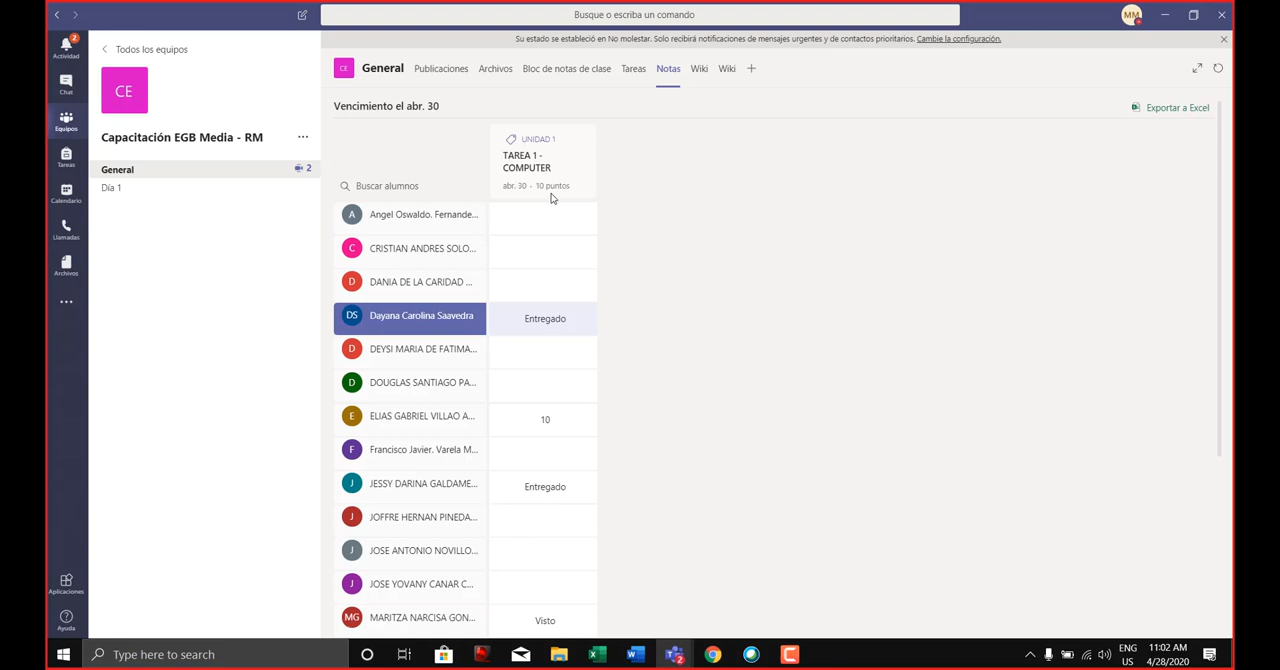 Busque o escriba un comando
MM
Su estado se estableció en No molestar. Solo recibirá notificaciones de mensajes urgentes y de contactos prioritarios. Cambie la configuración.
2
Actividad
Chat
Equipos
Tareas
Calendario
Llamadas
Archivos
Aplicaciones
Ayuda
Todos los equipos
CE
Capacitación EGB Media - RM
General
2
Día 1
CE
General Publicaciones Archivos Bloc de notas de clase Tareas Notas Wiki Wiki
Vencimiento el abr. 30
Exportar a Excel
UNIDAD 1
TAREA 1 -
COMPUTER
abr. 30 - 10 puntos
Buscar alumnos
A Angel Oswaldo. Fernande...
C CRISTIAN ANDRES SOLO...
D DANIA DE LA CARIDAD ...
DS Dayana Carolina Saavedra Entregado
D DEYSI MARIA DE FATIMA...
D DOUGLAS SANTIAGO PA...
E ELIAS GABRIEL VILLAO A... 10
F Francisco Javier. Varela M...
J JESSY DARINA GALDAME... Entregado
J JOFFRE HERNAN PINEDA...
J JOSE ANTONIO NOVILLO...
J JOSE YOVANY CANAR C...
MG MARITZA NARCISA GON... Visto
Type here to search
2
ENG
US
11:02 AM
4/28/2020